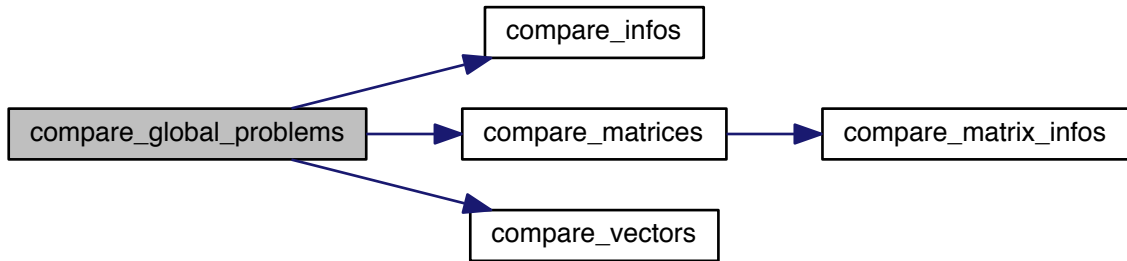 compare_infos
compare_global_problems
compare_matrices
compare_matrix_infos
compare_vectors